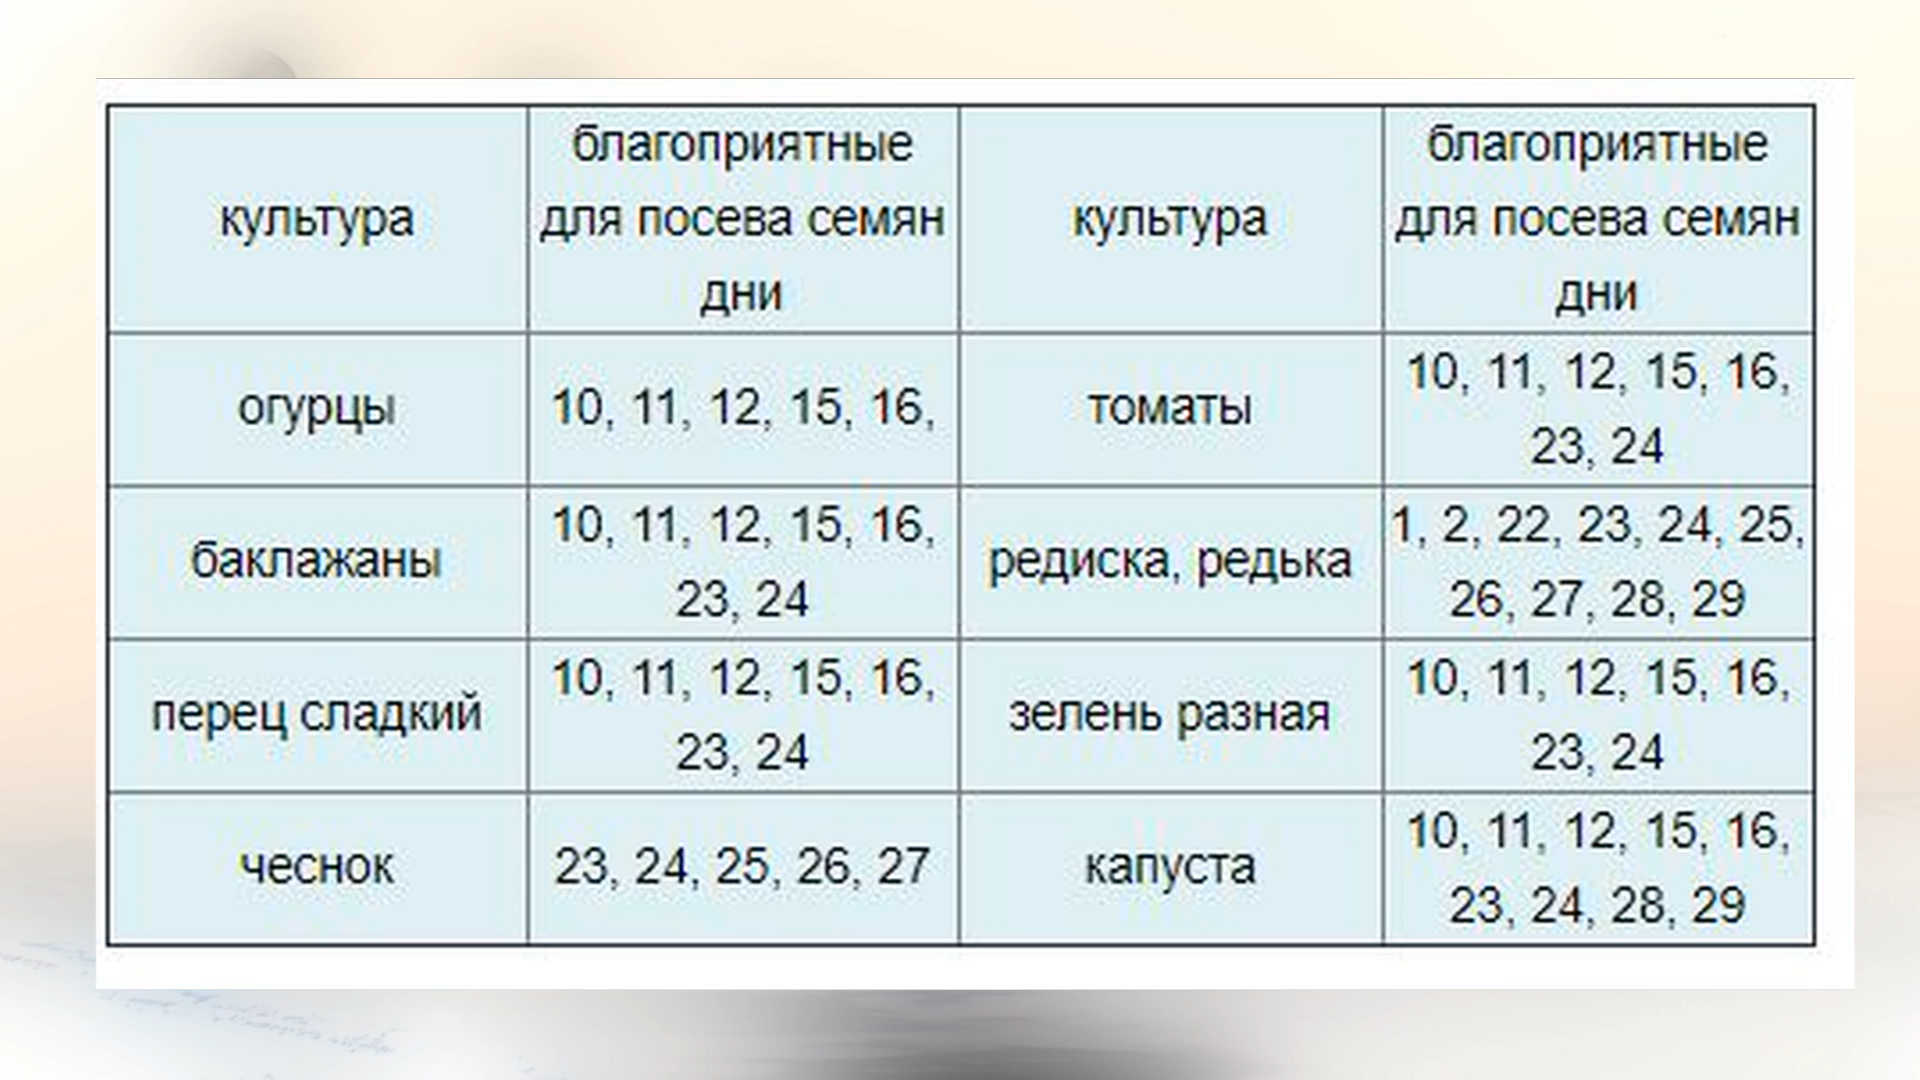 культура
благоприятные
для посева семян
дни
культура
благоприятные
для посева семян
дни
огурцы
10, 11, 12, 15, 16,
томаты
10, 11, 12, 15, 16,
23, 24
баклажаны
10, 11, 12, 15, 16,
23, 24
редиска, редька
1, 2, 22, 23, 24, 25,
26, 27, 28, 29
перец сладкий
10, 11, 12, 15, 16,
23, 24
зелень разная
10, 11, 12, 15, 16,
23, 24
чеснок
23, 24, 25, 26, 27
капуста
10, 11, 12, 15, 16,
23, 24, 28, 29